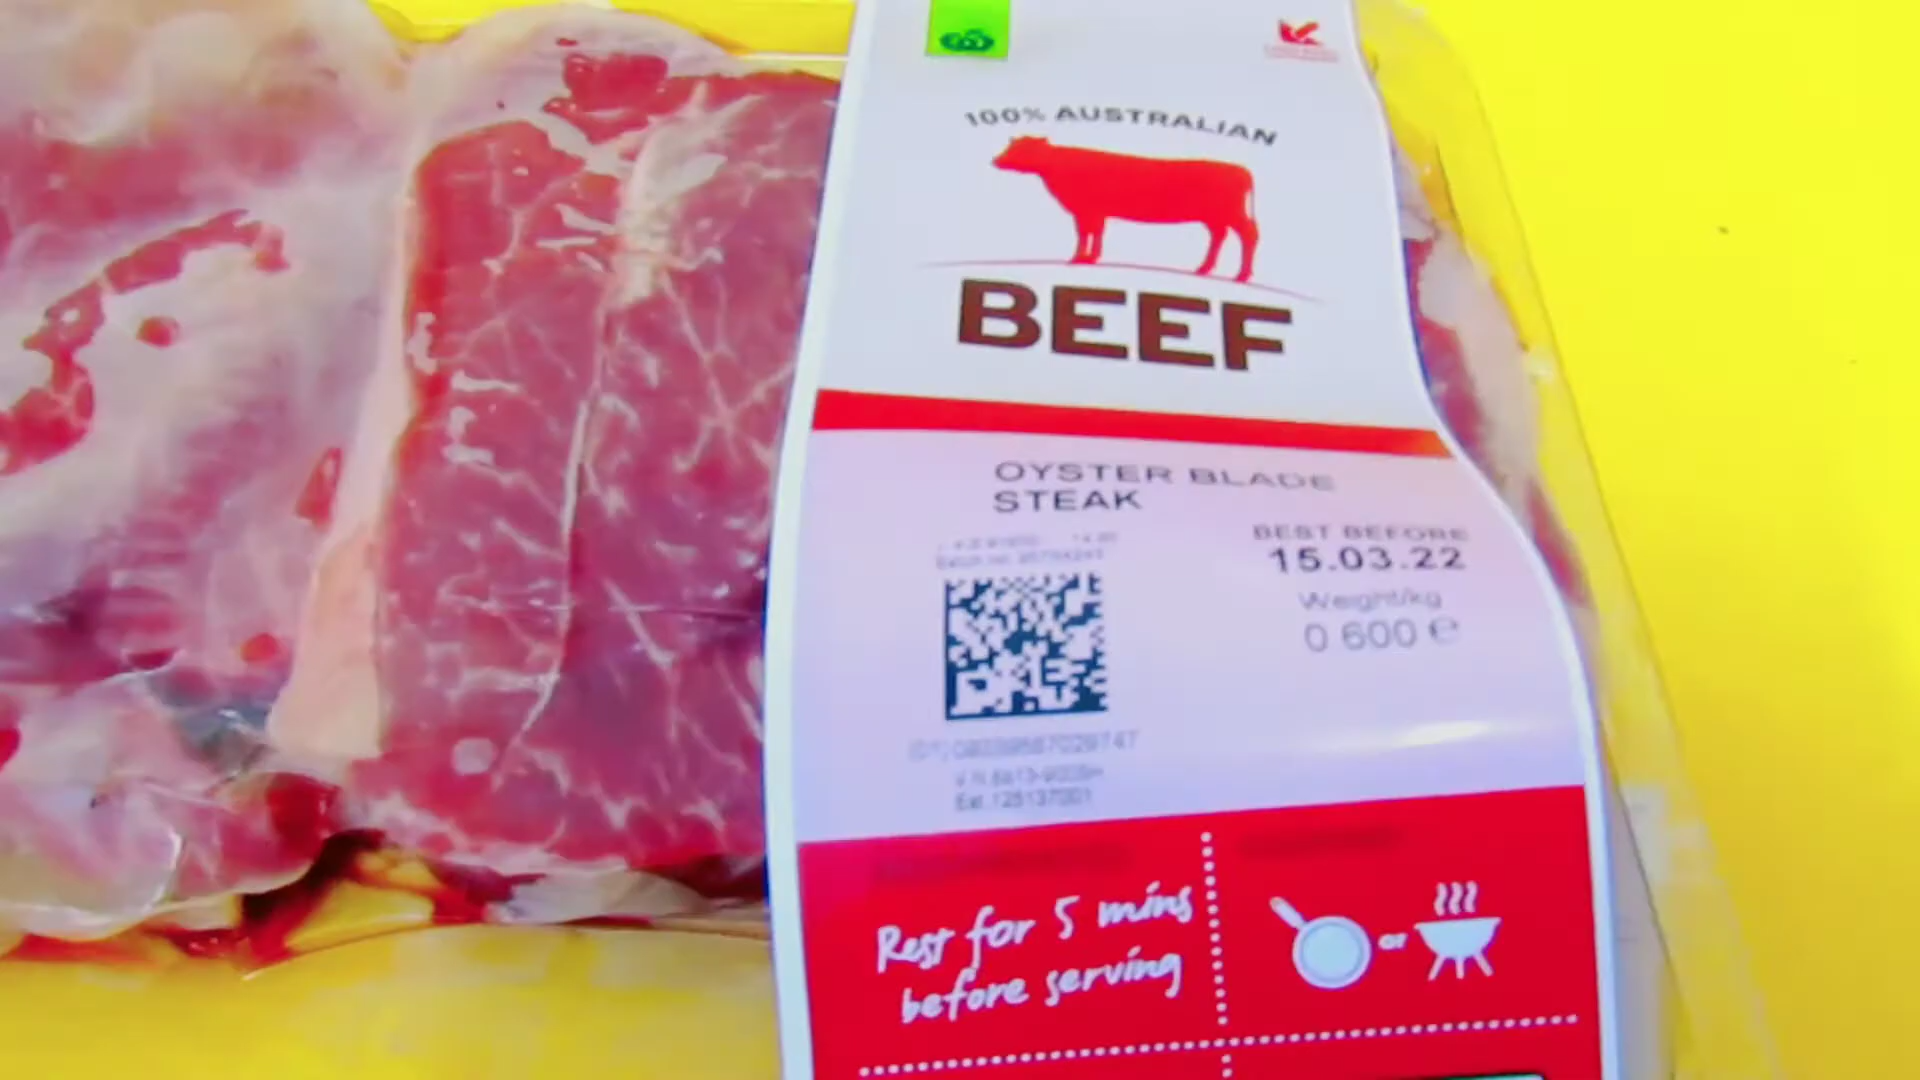 100% AUSTRALIAN
BEEF
OYSTER BLADE
STEAK
BEST BEFORE
15.03.22
Weight/kg
0 600 ℮
Rest for 5 mins
before serving
or